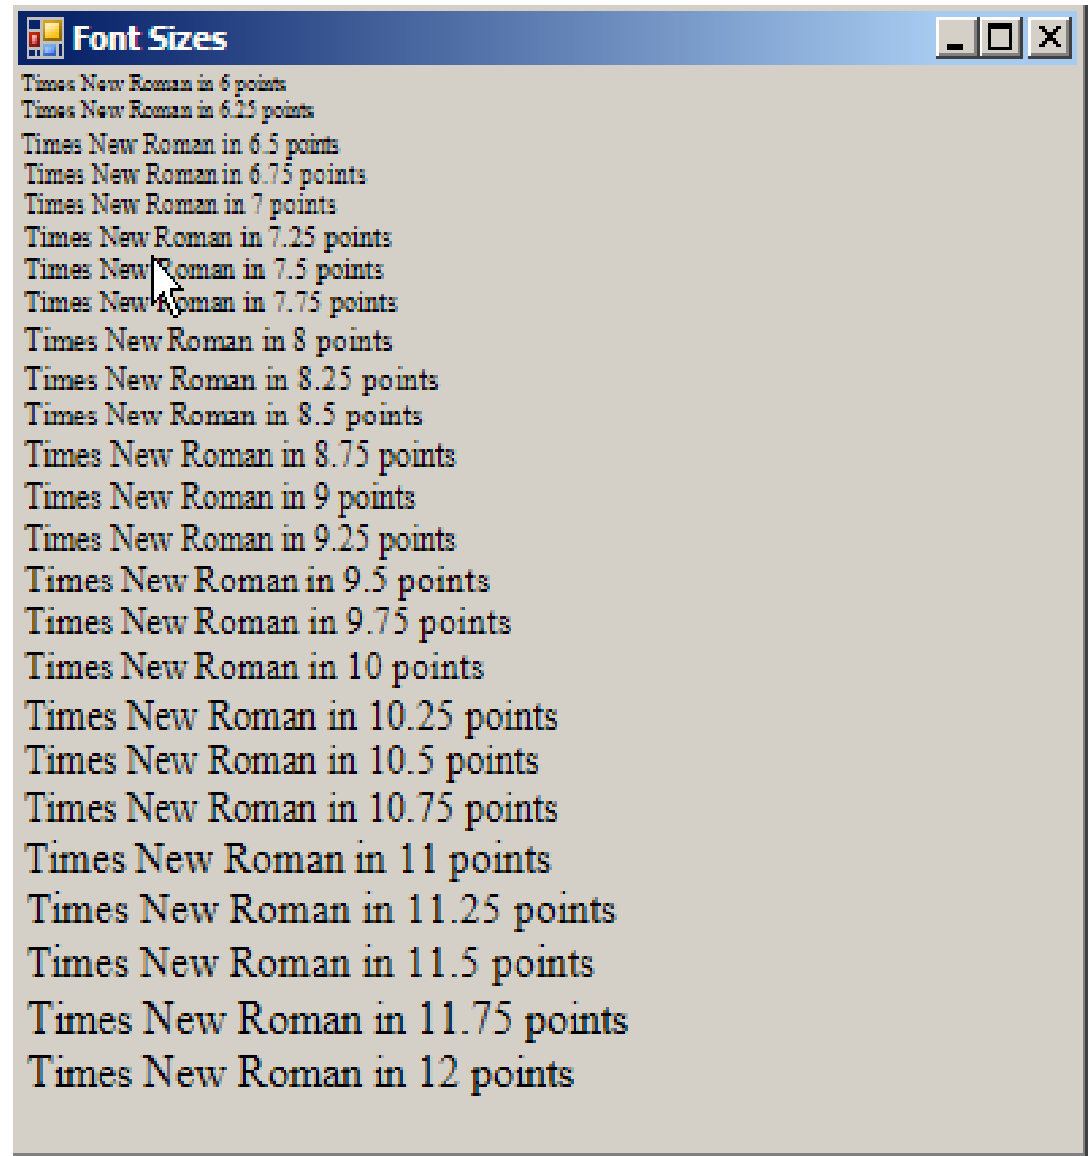 Font Sizes
Times New Roman in 6 points
Times New Roman in 6.25 points
Times New Roman in 6.5 points
Times New Roman in 6.75 points
Times New Roman in 7 points
Times New Roman in 7.25 points
Times New Roman in 7.5 points
Times New Roman in 7.75 points
Times New Roman in 8 points
Times New Roman in 8.25 points
Times New Roman in 8.5 points
Times New Roman in 8.75 points
Times New Roman in 9 points
Times New Roman in 9.25 points
Times New Roman in 9.5 points
Times New Roman in 9.75 points
Times New Roman in 10 points
Times New Roman in 10.25 points
Times New Roman in 10.5 points
Times New Roman in 10.75 points
Times New Roman in 11 points
Times New Roman in 11.25 points
Times New Roman in 11.5 points
Times New Roman in 11.75 points
Times New Roman in 12 points